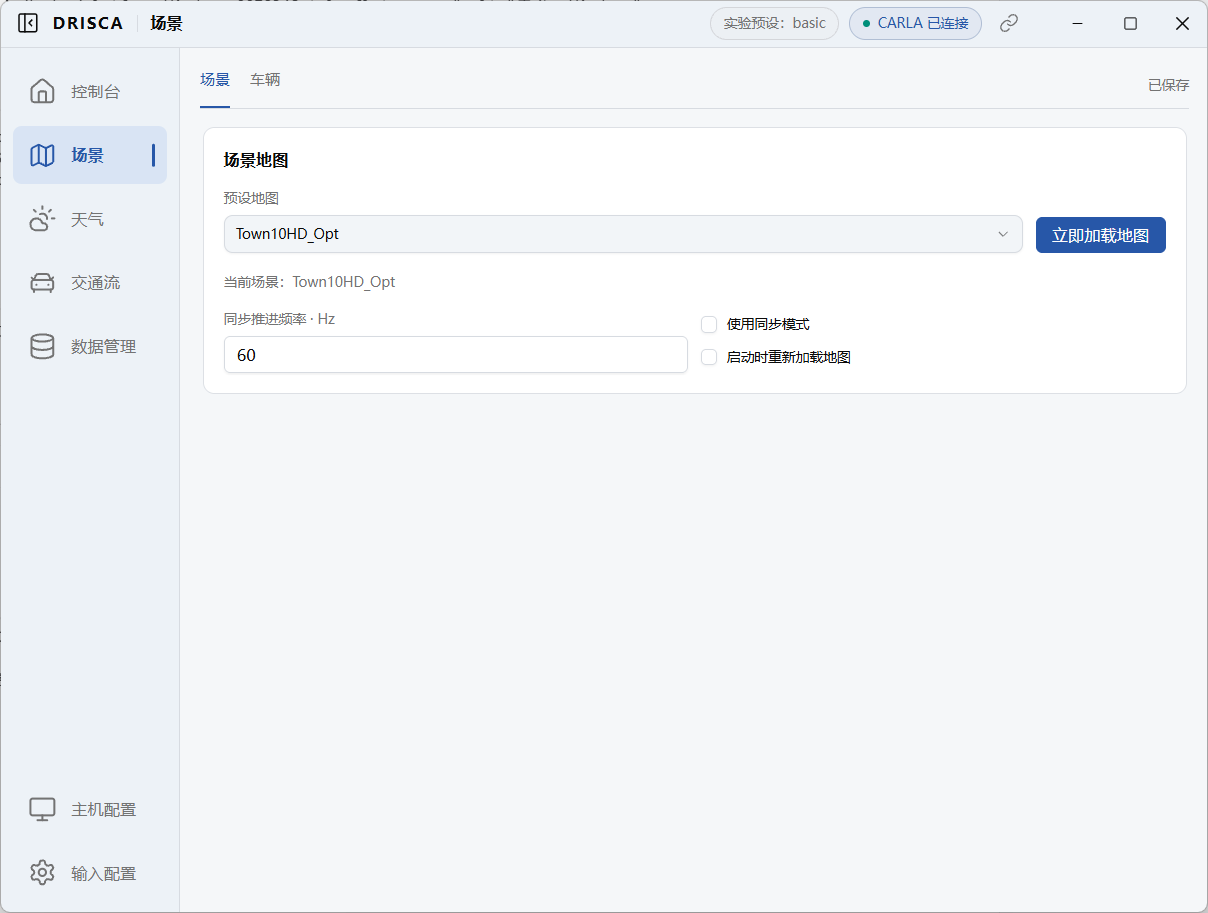 DRISCA 场景 实验预设：basic CARLA 已连接
控制台
场景
天气
交通流
数据管理
主机配置
输入配置
场景 车辆 已保存
场景地图
预设地图
Town10HD_Opt 立即加载地图
当前场景：Town10HD_Opt
同步推进频率 · Hz
60
使用同步模式
启动时重新加载地图